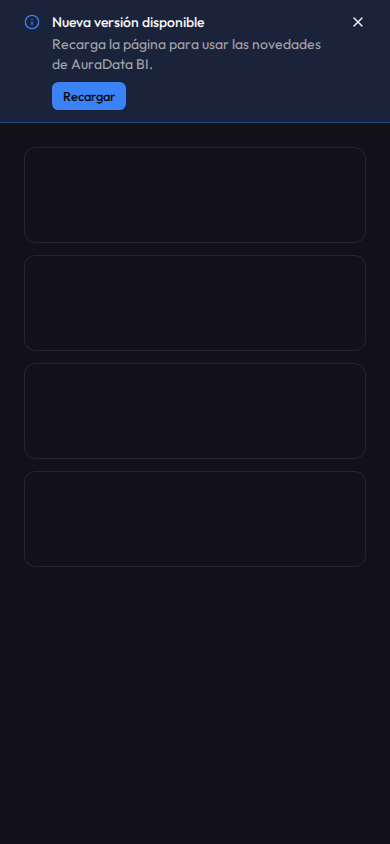 Nueva versión disponible
Recarga la página para usar las novedades
de AuraData BI.
Recargar